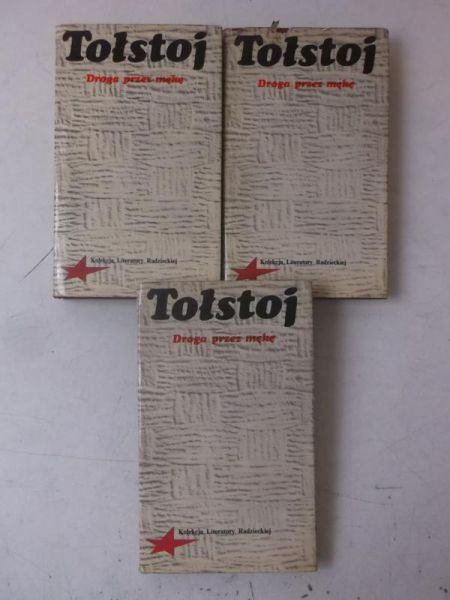 Tołstoj
Droga przez mękę
Kolekcja Literatury Radzieckiej
Tołstoj
Droga przez mękę
Kolekcja Literatury Radzieckiej
Tołstoj
Droga przez mękę
Kolekcja Literatury Radzieckiej